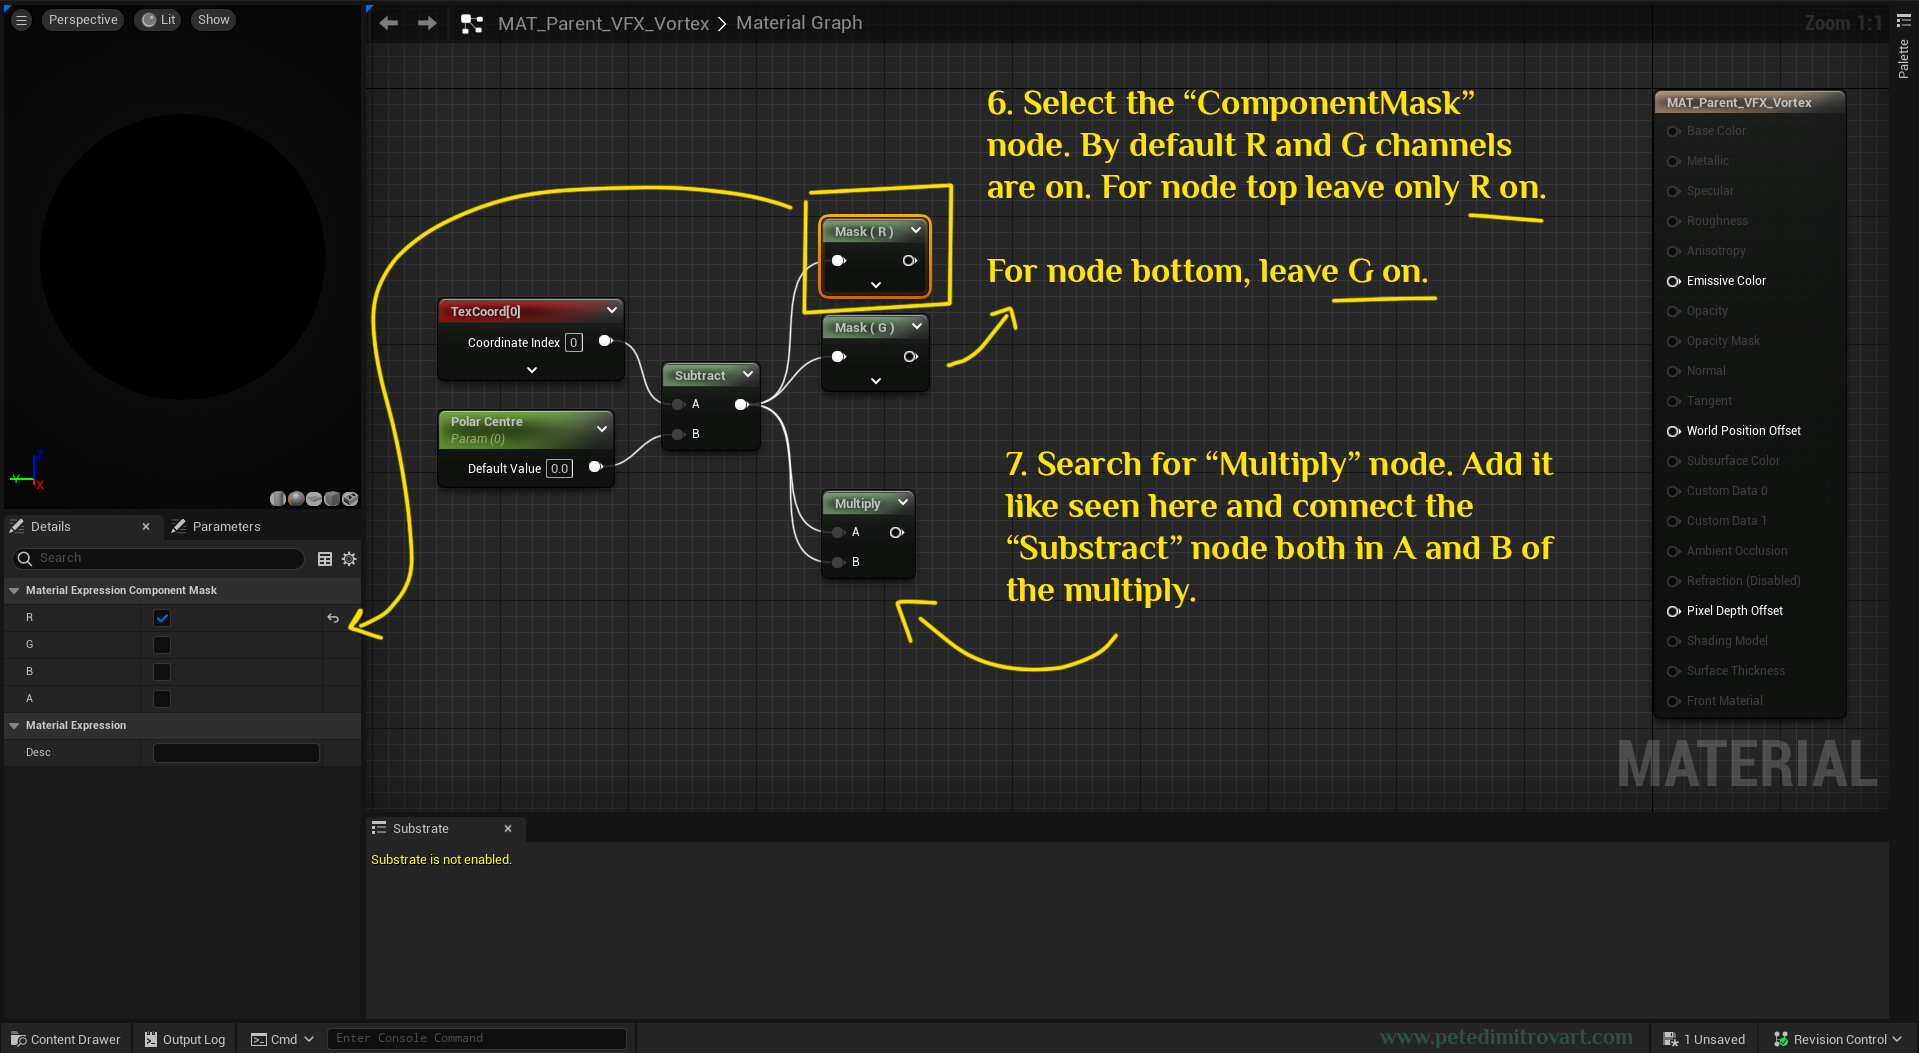 Perspective
Lit
Show
MAT_Parent_VFX_Vortex
Material Graph
Zoom 1:1
Palette
6. Select the “ComponentMask”
node. By default R and G channels
are on. For node top leave only R on.
For node bottom, leave G on.
Mask ( R )
Mask ( G )
TexCoord[0]
Coordinate Index 0
Polar Centre
Param (0)
Default Value 0.0
Subtract
A
B
Multiply
A
B
7. Search for “Multiply” node. Add it
like seen here and connect the
“Substract” node both in A and B of
the multiply.
MAT_Parent_VFX_Vortex
Base Color
Metallic
Specular
Roughness
Anisotropy
Emissive Color
Opacity
Opacity Mask
Normal
Tangent
World Position Offset
Subsurface Color
Custom Data 0
Custom Data 1
Ambient Occlusion
Refraction (Disabled)
Pixel Depth Offset
Shading Model
Surface Thickness
Front Material
MATERIAL
Z
Y
X
Details
Parameters
Search
Material Expression Component Mask
R
G
B
A
Material Expression
Desc
Substrate
Substrate is not enabled.
Content Drawer
Output Log
Cmd
Enter Console Command
www.petedimitrovart.com
1 Unsaved
Revision Control